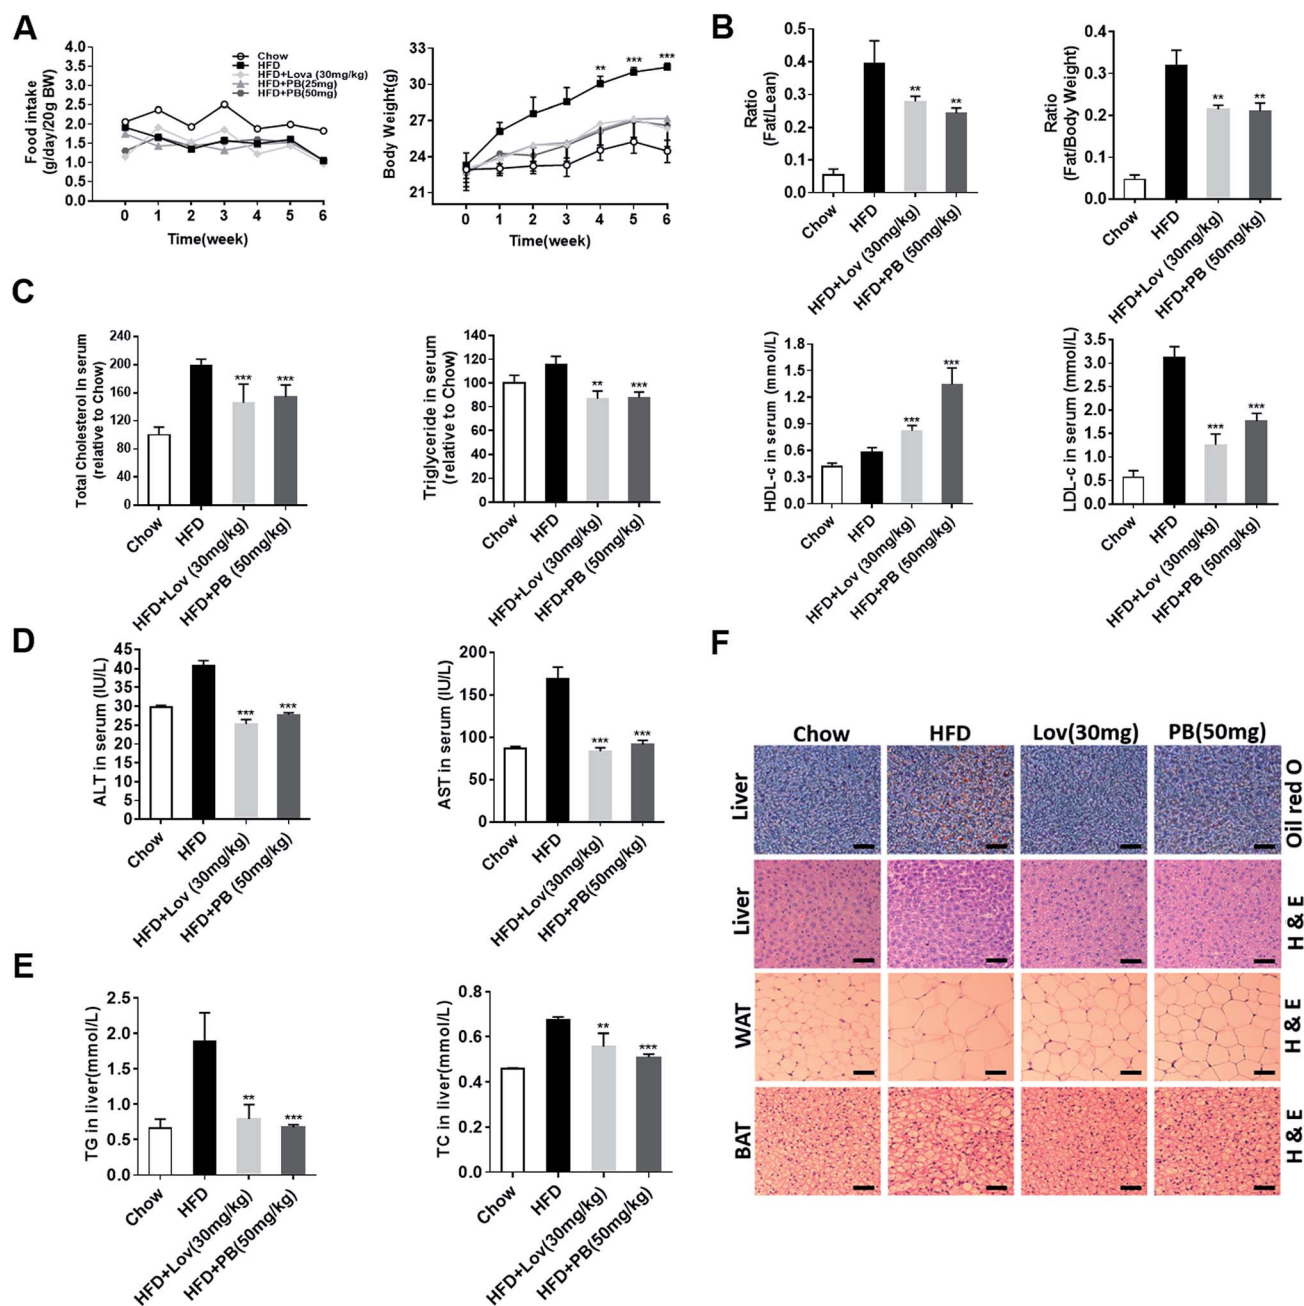 A
4.0
3.5
3.0
2.5
2.0
1.5
1.0
0.5
0.0
Food intake
(g/day/20g BW)
Chow
HFD
HFD+Lova (30mg/kg)
HFD+PB(25mg)
HFD+PB(50mg)
0 1 2 3 4 5 6
Time(week)
33
30
27
24
21
Body Weight(g)
** *** ***
0 1 2 3 4 5 6
Time(week)
B
0.5
0.4
0.3
0.2
0.1
0.0
Ratio
(Fat/Lean)
** **
Chow
HFD
HFD+Lov (30mg/kg)
HFD+PB (50mg/kg)
0.4
0.3
0.2
0.1
0.0
Ratio
(Fat/Body Weight)
** **
Chow
HFD
HFD+Lov (30mg/kg)
HFD+PB (50mg/kg)
C
240
200
160
120
80
40
0
Total Cholesterol In serum
(relative to Chow)
*** ***
Chow
HFD
HFD+Lov (30mg/kg)
HFD+PB (50mg/kg)
140
120
100
80
60
40
20
0
Triglyceride in serum
(relative to Chow)
** ***
Chow
HFD
HFD+Lov (30mg/kg)
HFD+PB (50mg/kg)
1.8
1.5
1.2
0.9
0.6
0.3
0.0
HDL-c in serum (mmol/L)
*** ***
Chow
HFD
HFD+Lov (30mg/kg)
HFD+PB (50mg/kg)
3.5
3.0
2.5
2.0
1.5
1.0
0.5
0.0
LDL-c in serum (mmol/L)
*** ***
Chow
HFD
HFD+Lov (30mg/kg)
HFD+PB (50mg/kg)
D
45
40
35
30
25
20
15
10
5
0
ALT in serum (IU/L)
*** ***
Chow
HFD
HFD+Lov (30mg/kg)
HFD+PB (50mg/kg)
200
150
100
50
0
AST in serum (IU/L)
*** ***
Chow
HFD
HFD+Lov(30mg/kg)
HFD+PB(50mg/kg)
E
2.5
2.0
1.5
1.0
0.5
0.0
TG in liver(mmol/L)
** ***
Chow
HFD
HFD+Lov(30mg/kg)
HFD+PB(50mg/kg)
0.8
0.6
0.4
0.2
0.0
TC in liver(mmol/L)
** ***
Chow
HFD
HFD+Lov(30mg/kg)
HFD+PB(50mg/kg)
F
Chow HFD Lov(30mg) PB(50mg)
Liver Oil red O
Liver H & E
WAT H & E
BAT H & E